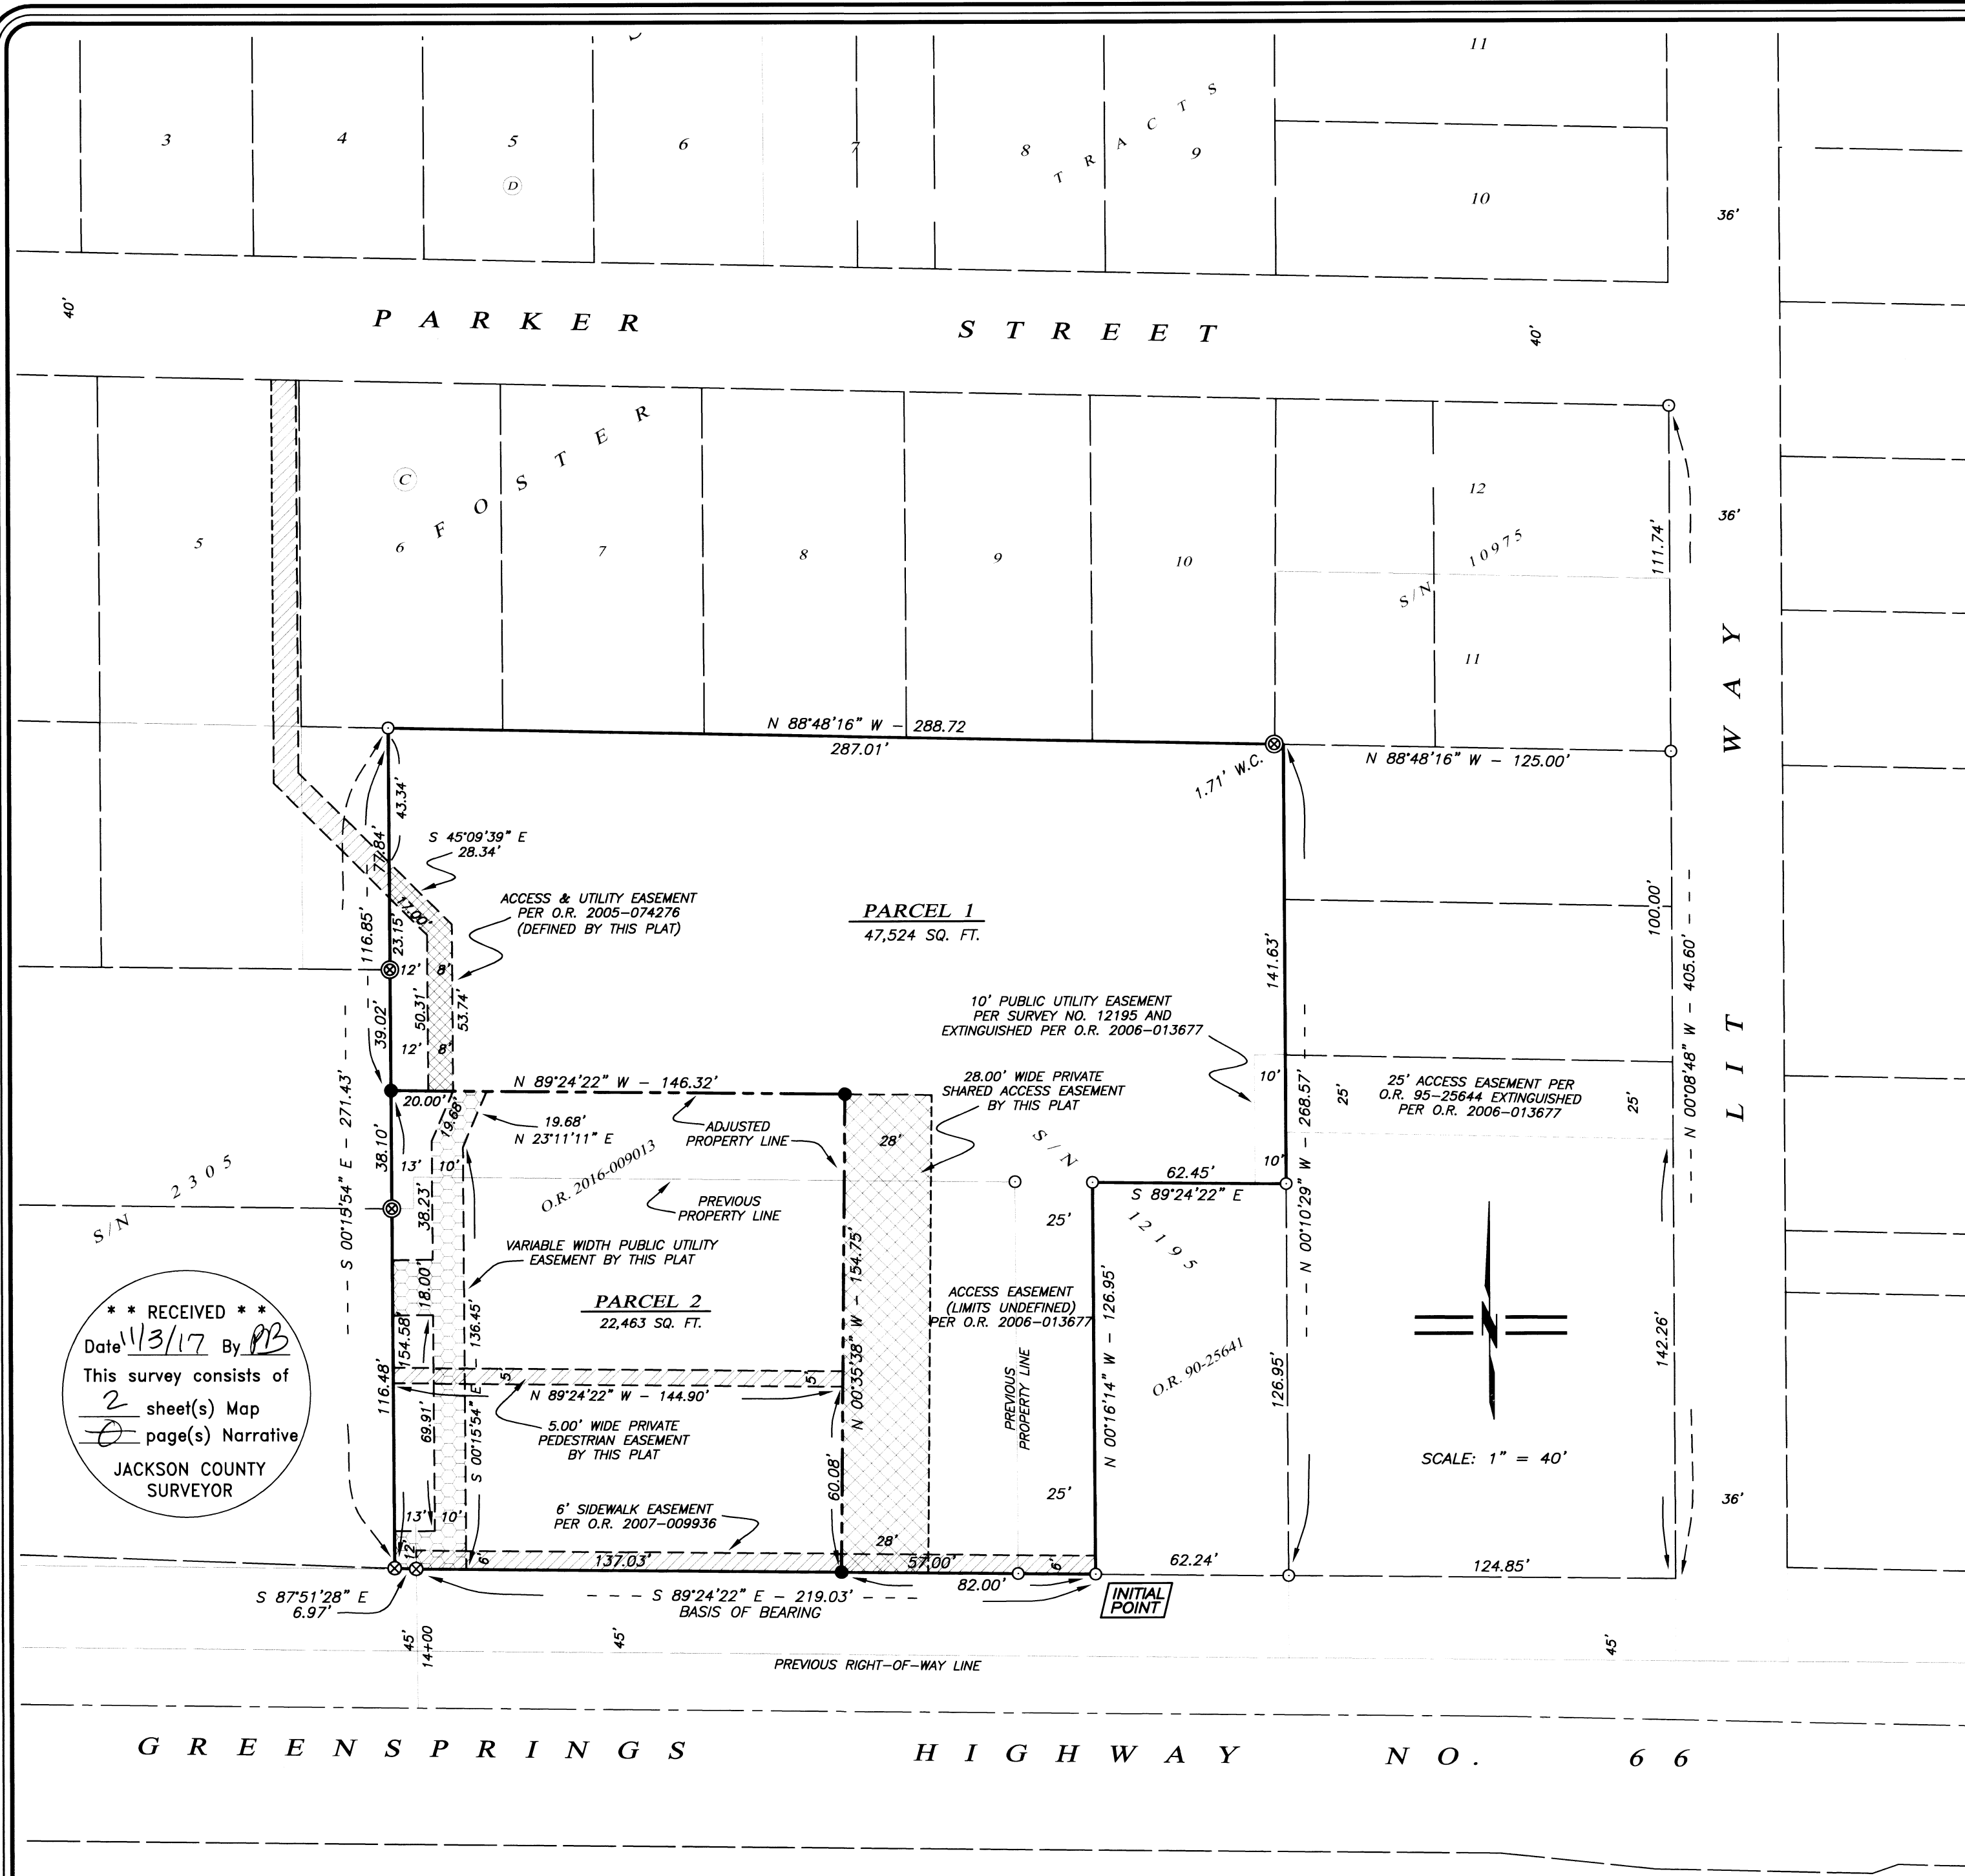 11
3
4
5
6
7
8
9
10
D
T R A C T S
36'
40'
P A R K E R S T R E E T
40'
C
F O S T E R
5
6
7
8
9
10
12
11
S/N 10975
111.74'
36'
N 88°48'16" W - 288.72
287.01'
1.71' W.C.
N 88°48'16" W - 125.00'
L I T W A Y
43.34'
77.84'
S 45°09'39" E
28.34'
17.00'
116.85'
23.15'
ACCESS & UTILITY EASEMENT
PER O.R. 2005-074276
(DEFINED BY THIS PLAT)
PARCEL 1
47,524 SQ. FT.
141.63'
100.00'
N 00°08'48" W - 405.60'
12'
8'
39.02'
50.31'
53.74'
12'
8'
10' PUBLIC UTILITY EASEMENT
PER SURVEY NO. 12195 AND
EXTINGUISHED PER O.R. 2006-013677
N 89°24'22" W - 146.32'
28.00' WIDE PRIVATE
SHARED ACCESS EASEMENT
BY THIS PLAT
10'
10'
N 00°10'29" W - 268.57'
25'
25' ACCESS EASEMENT PER
O.R. 95-25644 EXTINGUISHED
PER O.R. 2006-013677
25'
20.00'
19.68'
19.68'
N 23°11'11" E
ADJUSTED
PROPERTY LINE
28'
S/N 12195
S 00°15'54" E - 271.43'
38.10'
13'
10'
O.R. 2016-009013
PREVIOUS
PROPERTY LINE
62.45'
S 89°24'22" E
S/N 2305
38.23'
25'
VARIABLE WIDTH PUBLIC UTILITY
EASEMENT BY THIS PLAT
N 00°35'38" W - 154.75'
18.00'
PARCEL 2
22,463 SQ. FT.
ACCESS EASEMENT
(LIMITS UNDEFINED)
PER O.R. 2006-013677
N 00°16'14" W - 126.95'
O.R. 90-25641
126.95'
142.26'
154.58'
116.48'
S 00°15'54" E - 136.45'
5'
5'
N 89°24'22" W - 144.90'
PREVIOUS
PROPERTY LINE
N
SCALE: 1" = 40'
69.91'
5.00' WIDE PRIVATE
PEDESTRIAN EASEMENT
BY THIS PLAT
60.08'
25'
36'
* * RECEIVED * *
Date 11/3/17 By PB
This survey consists of
2 sheet(s) Map
0 page(s) Narrative
JACKSON COUNTY
SURVEYOR
13'
10'
12'
6'
6' SIDEWALK EASEMENT
PER O.R. 2007-009936
28'
137.03'
57.00'
6'
62.24'
124.85'
S 87°51'28" E
6.97'
S 89°24'22" E - 219.03'
BASIS OF BEARING
82.00'
INITIAL
POINT
45'
14+00
45'
45'
PREVIOUS RIGHT-OF-WAY LINE
G R E E N S P R I N G S H I G H W A Y N O. 6 6